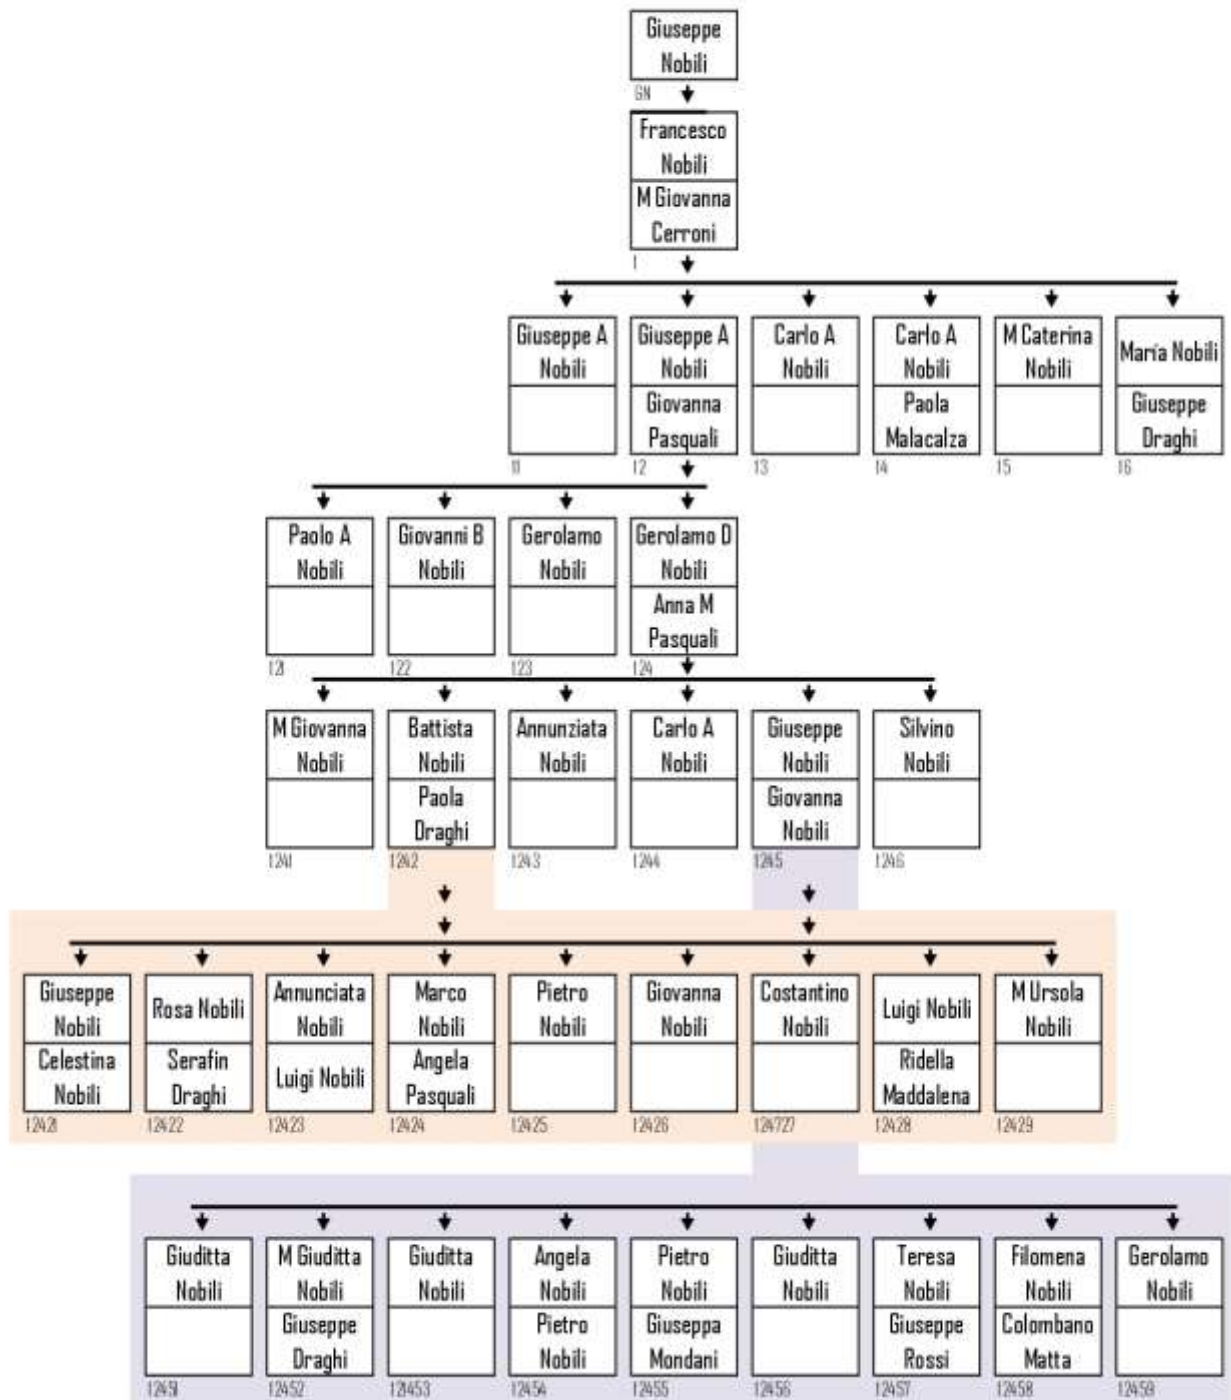 Giuseppe
Nobili
GN
Francesco
Nobili
M Giovanna
Cerroni
1
Giuseppe A
Nobili
11
Giuseppe A
Nobili
Giovanna
Pasquali
12
Carlo A
Nobili
13
Carlo A
Nobili
Paola
Malacalza
14
M Caterina
Nobili
15
María Nobili
Giuseppe
Draghi
16
Paolo A
Nobili
121
Giovanni B
Nobili
122
Gerolamo
Nobili
123
Gerolamo D
Nobili
Anna M
Pasquali
124
M Giovanna
Nobili
1241
Battista
Nobili
Paola
Draghi
1242
Annunziata
Nobili
1243
Carlo A
Nobili
1244
Giuseppe
Nobili
Giovanna
Nobili
1245
Silvino
Nobili
1246
Giuseppe
Nobili
Celestina
Nobili
12421
Rosa Nobili
Serafin
Draghi
12422
Annunciata
Nobili
Luigi Nobili
12423
Marco
Nobili
Angela
Pasquali
12424
Pietro
Nobili
12425
Giovanna
Nobili
12426
Costantino
Nobili
124727
Luigi Nobili
Ridella
Maddalena
12428
M Ursola
Nobili
12429
Giuditta
Nobili
12451
M Giuditta
Nobili
Giuseppe
Draghi
12452
Giuditta
Nobili
121453
Angela
Nobili
Pietro
Nobili
12454
Pietro
Nobili
Giuseppa
Mondani
12455
Giuditta
Nobili
12456
Teresa
Nobili
Giuseppe
Rossi
12457
Filomena
Nobili
Colombano
Matta
12458
Gerolamo
Nobili
12459